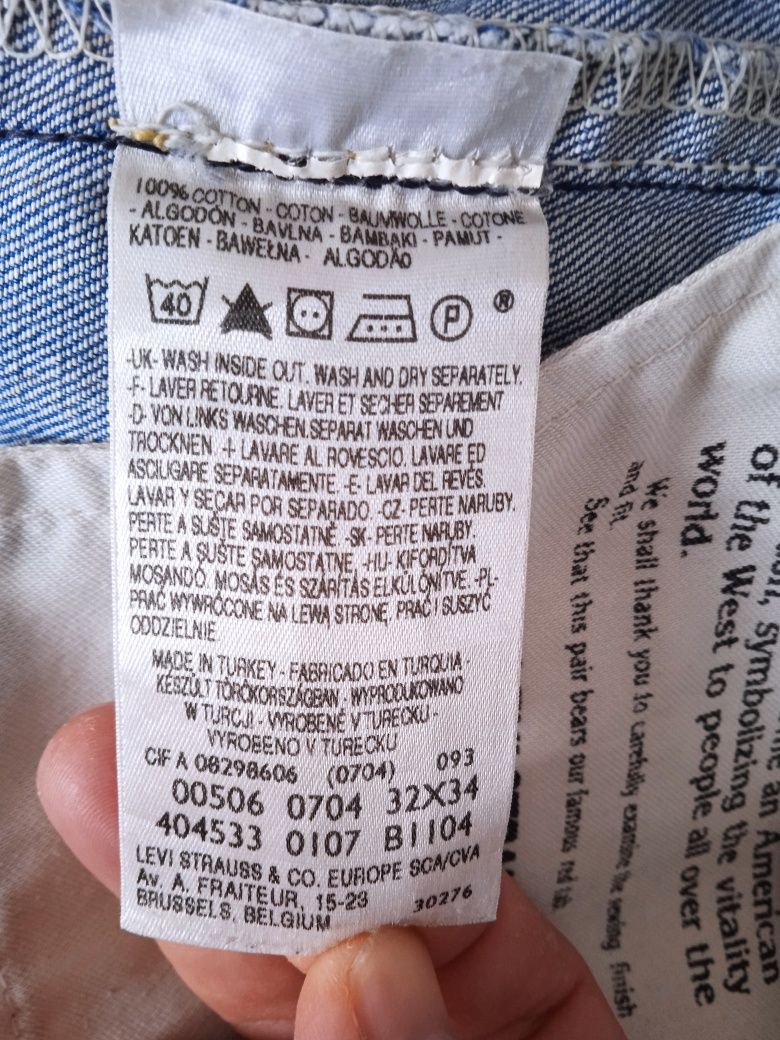 100% COTTON - COTON - BAUMWOLLE - COTONE
- ALGODÓN - BAVLNA - BAMBAKI - PAMUT -
KATOEN - BAWEŁNA - ALGODÃO
40 P ®
-UK- WASH INSIDE OUT. WASH AND DRY SEPARATELY.
-F- LAVER RETOURNE. LAVER ET SECHER SEPAREMENT
-D- VON LINKS WASCHEN.SEPARAT WASCHEN UND
TROCKNEN. -I- LAVARE AL ROVESCIO. LAVARE ED
ASCIUGARE SEPARATAMENTE. -E- LAVAR DEL REVÉS.
LAVAR Y SECAR POR SEPARADO -CZ- PERTE NARUBY.
PERTE A SUŠTE SAMOSTATNÉ. -SK- PERTE NARUBY.
PERTE A SUŠTE SAMOSTATNE. -HU- KIFORDÍTVA
MOSANDÓ. MOSÁS ÉS SZÁRÍTÁS ELKÜLÖNITVE. -PL-
PRAĆ WYWRÓCONE NA LEWĄ STRONĘ, PRAĆ I SUSZYĆ
ODDZIELNIE
MADE IN TURKEY - FABRICADO EN TURQUIA -
KÉSZÜLT TÖRÖKORSZÁGBAN, WYPRODUKOWANO
W TURCJI - VYROBENÉ V TURECKU -
VYROBENO V TURECKU
CIF A 08298606 (0704) 093
00506 0704 32X34
404533 0107 B1104
LEVI STRAUSS & CO. EUROPE SCA/CVA
AV. A. FRAITEUR, 15-23
BRUSSELS, BELGIUM 30276
an American
symbolizing the vitality
of the West to people all over the
world.
We shall thank you to carefully examine the sewing, finish
and fit.
See that this pair bears our famous red tab